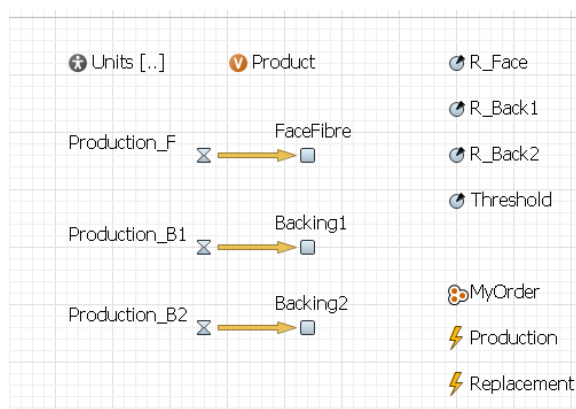 Units [..]
Product
R_Face
R_Back1
Production_F
FaceFibre
R_Back2
Threshold
Production_B1
Backing1
MyOrder
Production_B2
Backing2
Production
Replacement